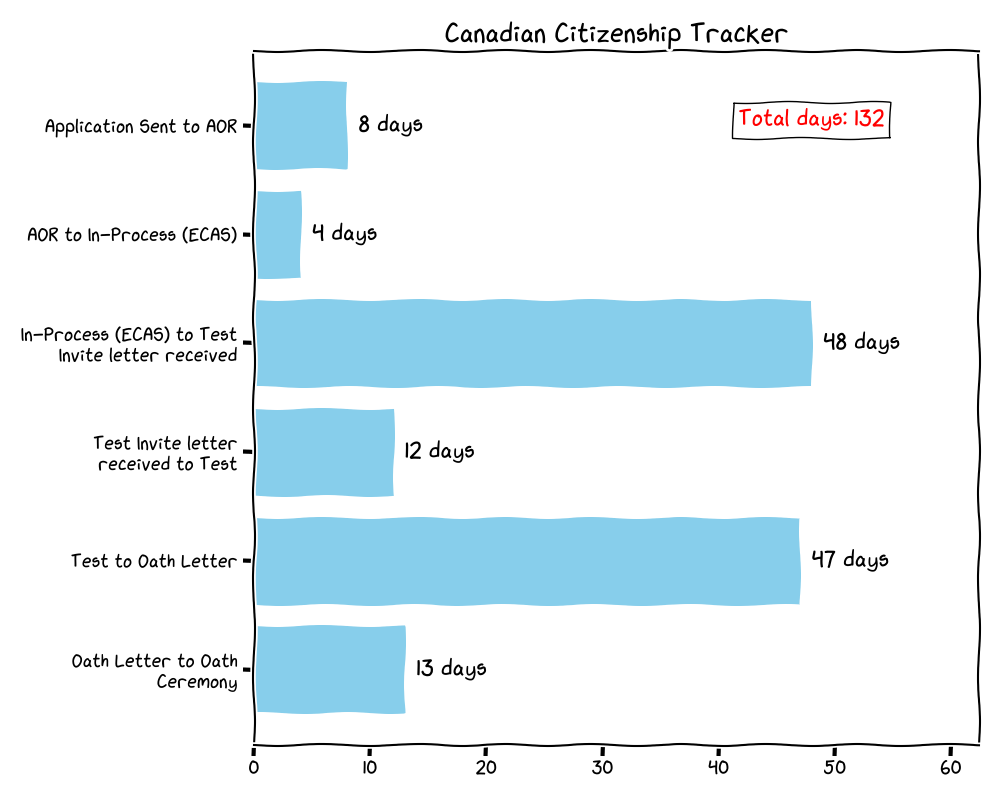 Canadian Citizenship Tracker
Total days: 132
Application Sent to AOR
8 days
AOR to In-Process (ECAS)
4 days
In-Process (ECAS) to Test
Invite letter received
48 days
Test Invite letter
received to Test
12 days
Test to Oath Letter
47 days
Oath Letter to Oath
Ceremony
13 days
0 10 20 30 40 50 60